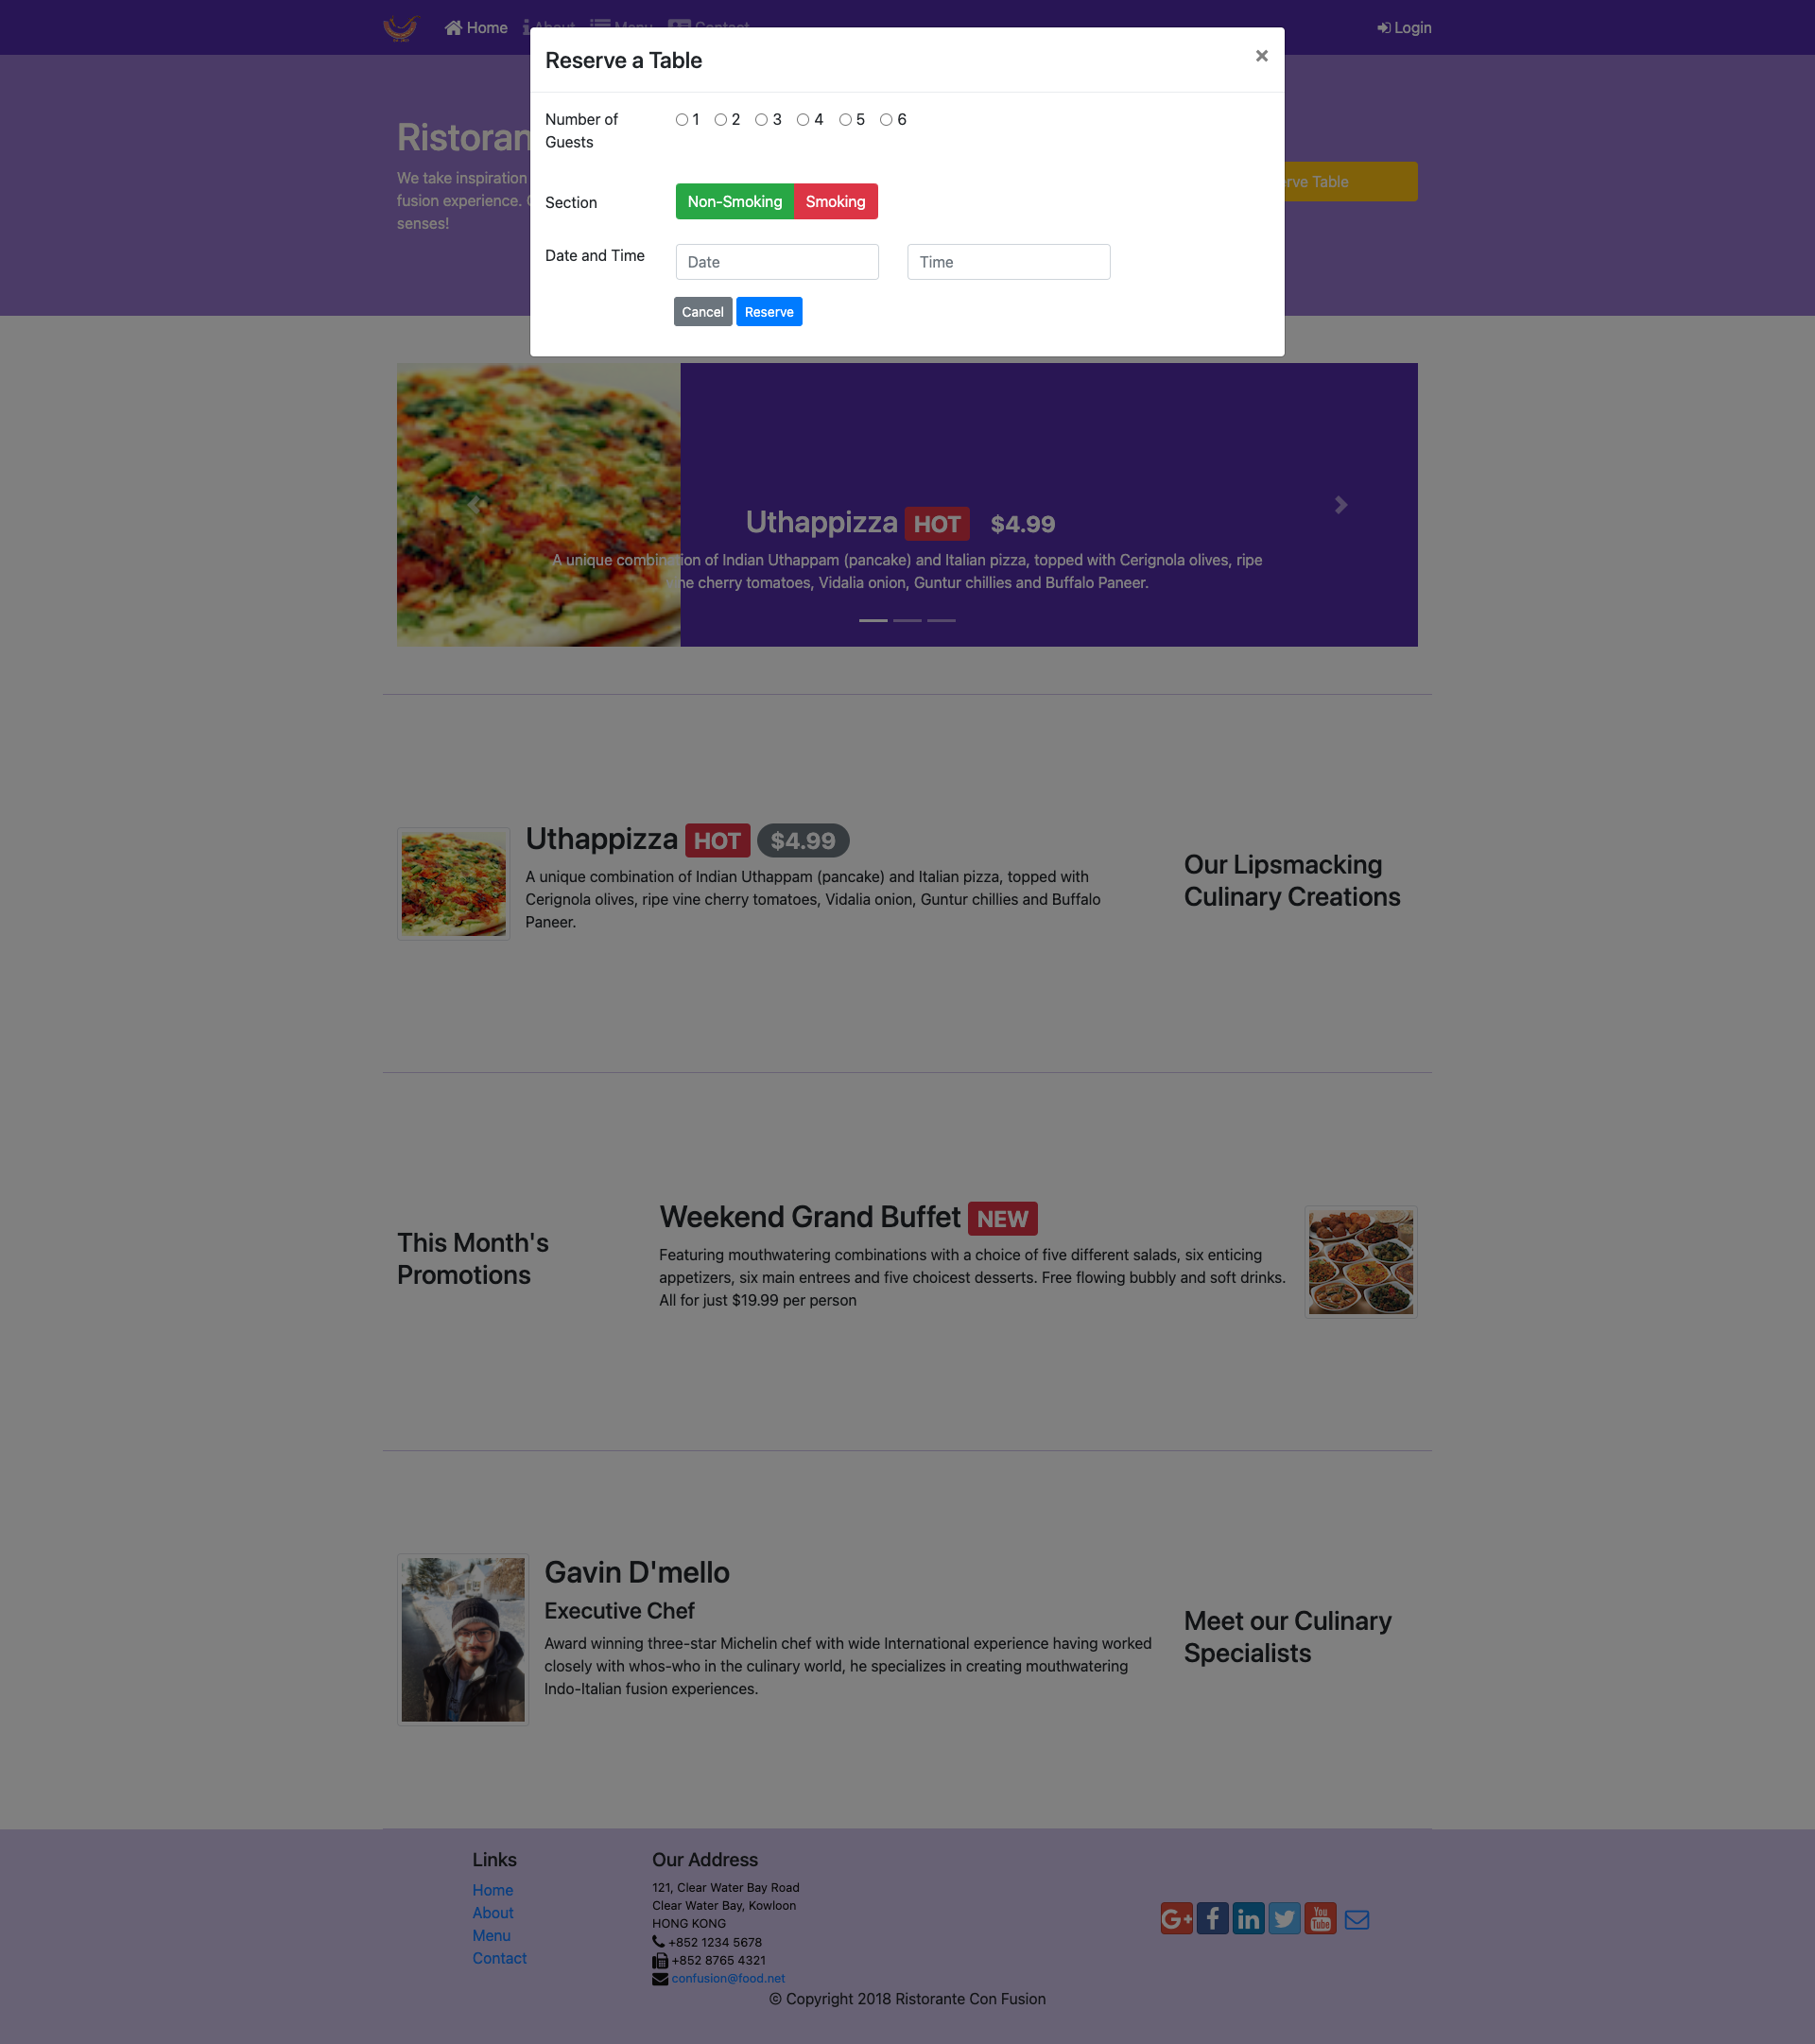 Home About Menu Contact Login
Reserve a Table ×
Number of Guests
1 2 3 4 5 6
Section
Non-Smoking Smoking
Date and Time
Date Time
Cancel Reserve
We take inspiration
fusion experience.
senses!
Table
Uthappizza HOT $4.99
A unique combination of Indian Uthappam (pancake) and Italian pizza, topped with Cerignola olives, ripe
vine cherry tomatoes, Vidalia onion, Guntur chillies and Buffalo Paneer.
Uthappizza HOT $4.99
A unique combination of Indian Uthappam (pancake) and Italian pizza, topped with
Cerignola olives, ripe vine cherry tomatoes, Vidalia onion, Guntur chillies and Buffalo
Paneer.
Our Lipsmacking
Culinary Creations
This Month's
Promotions
Weekend Grand Buffet NEW
Featuring mouthwatering combinations with a choice of five different salads, six enticing
appetizers, six main entrees and five choicest desserts. Free flowing bubbly and soft drinks.
All for just $19.99 per person
Gavin D'mello
Executive Chef
Award winning three-star Michelin chef with wide International experience having worked
closely with whos-who in the culinary world, he specializes in creating mouthwatering
Indo-Italian fusion experiences.
Meet our Culinary
Specialists
Links
Home
About
Menu
Contact
Our Address
121, Clear Water Bay Road
Clear Water Bay, Kowloon
HONG KONG
+852 1234 5678
+852 8765 4321
confusion@food.net
© Copyright 2018 Ristorante Con Fusion